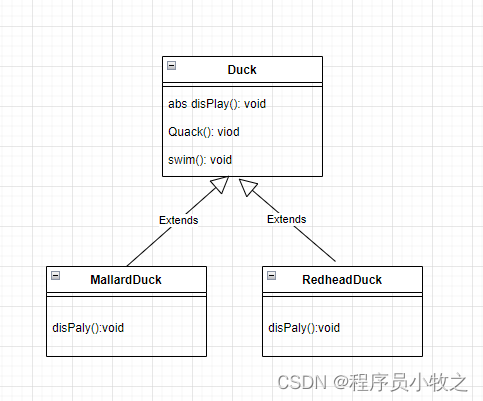 Duck
abs disPlay(): void
Quack(): viod
swim(): void
Extends
Extends
MallardDuck
RedheadDuck
disPaly():void
disPaly():void
CSDN @程序员小牧之